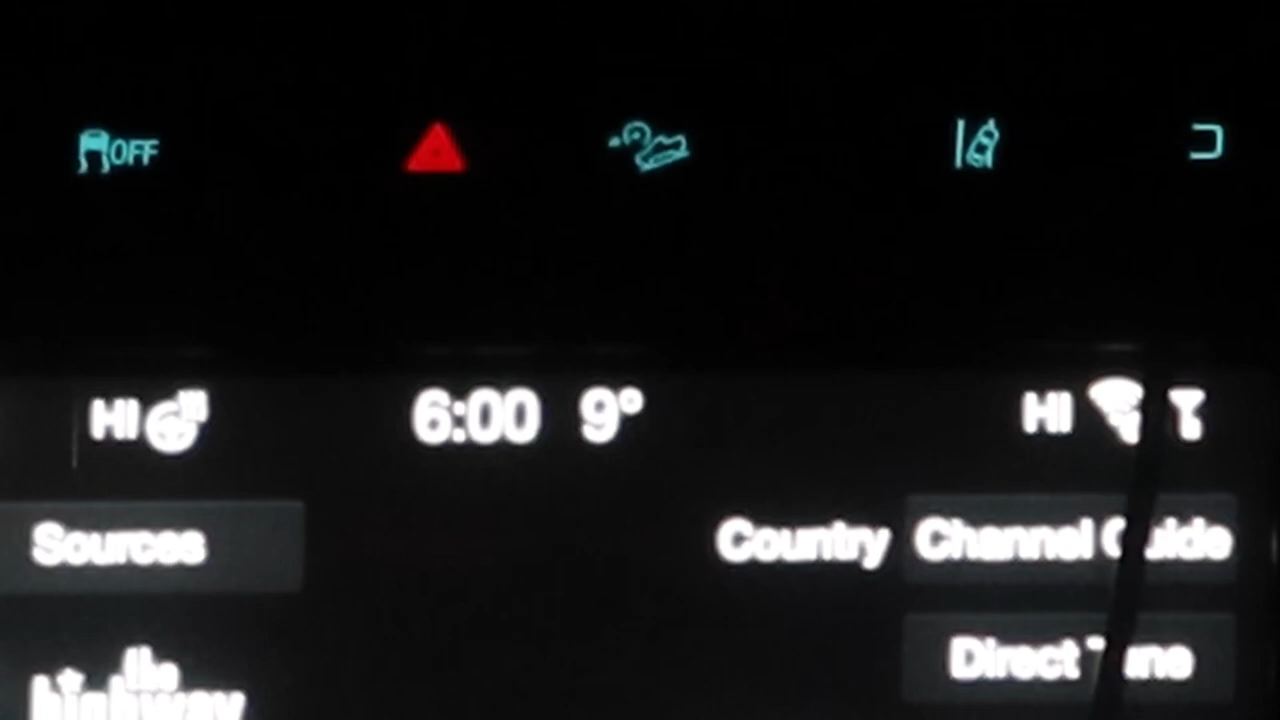 OFF
HI 6:00 9° HI
Sources
Country Channel Guide
Direct Tune
the
highway